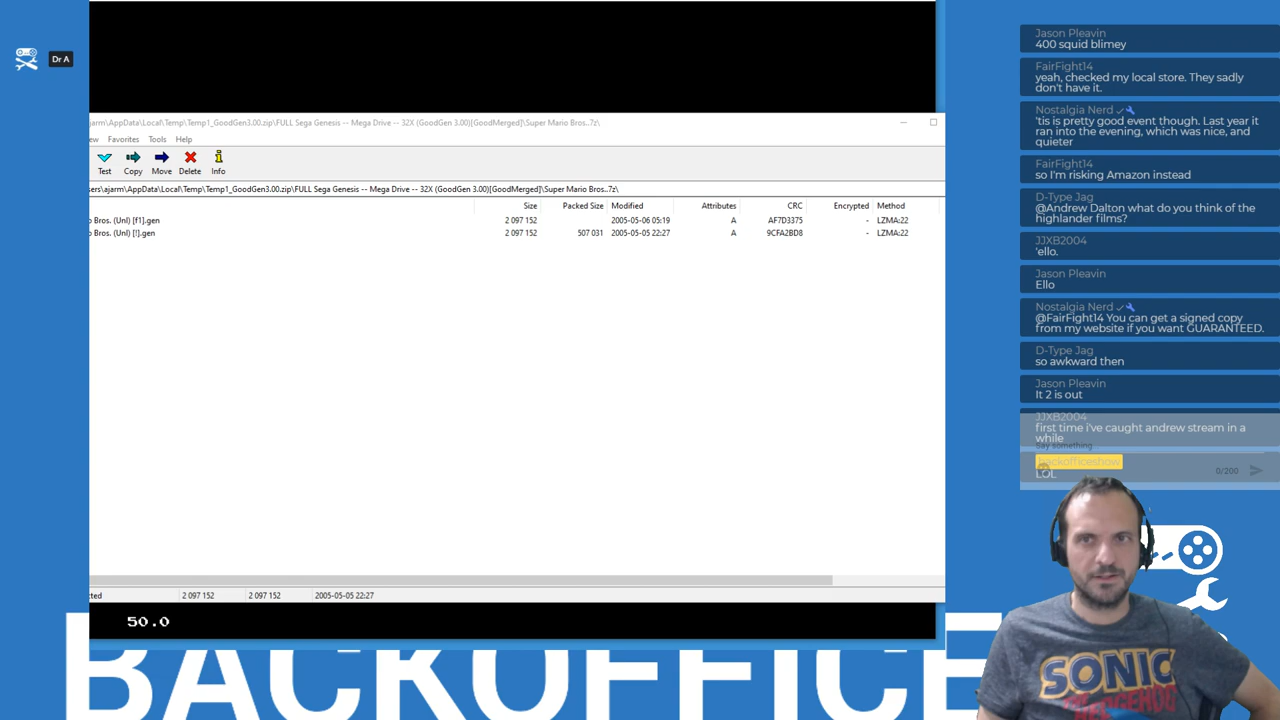 Dr A
ajarm\AppData\Local\Temp\Temp1_GoodGen3.00.zip\FULL Sega Genesis -- Mega Drive -- 32X (GoodGen 3.00)[GoodMerged]\Super Mario Bros..7z\
ew Favorites Tools Help
Test Copy Move Delete Info
sers\ajarm\AppData\Local\Temp\Temp1_GoodGen3.00.zip\FULL Sega Genesis -- Mega Drive -- 32X (GoodGen 3.00)[GoodMerged]\Super Mario Bros..7z\
Size Packed Size Modified Attributes CRC Encrypted Method
o Bros. (Unl) [f1].gen 2 097 152 2005-05-06 05:19 A AF7D3375 - LZMA:22
o Bros. (Unl) [!].gen 2 097 152 507 031 2005-05-05 22:27 A 9CFA2BD8 - LZMA:22
cted 2 097 152 2 097 152 2005-05-05 22:27
50.0
BACKOFFICE
Jason Pleavin
400 squid blimey
FairFight14
yeah, checked my local store. They sadly
don't have it.
Nostalgia Nerd
'tis is pretty good event though. Last year it
ran into the evening, which was nice, and
quieter
FairFight14
so I'm risking Amazon instead
D-Type Jag
@Andrew Dalton what do you think of the
highlander films?
JJXB2004
'ello.
Jason Pleavin
Ello
Nostalgia Nerd
@FairFight14 You can get a signed copy
from my website if you want GUARANTEED.
D-Type Jag
so awkward then
Jason Pleavin
It 2 is out
JJXB2004
first time i've caught andrew stream in a
while
Say something
backofficeshow
0/200
LOL
SONIC
THE HEDGEHOG